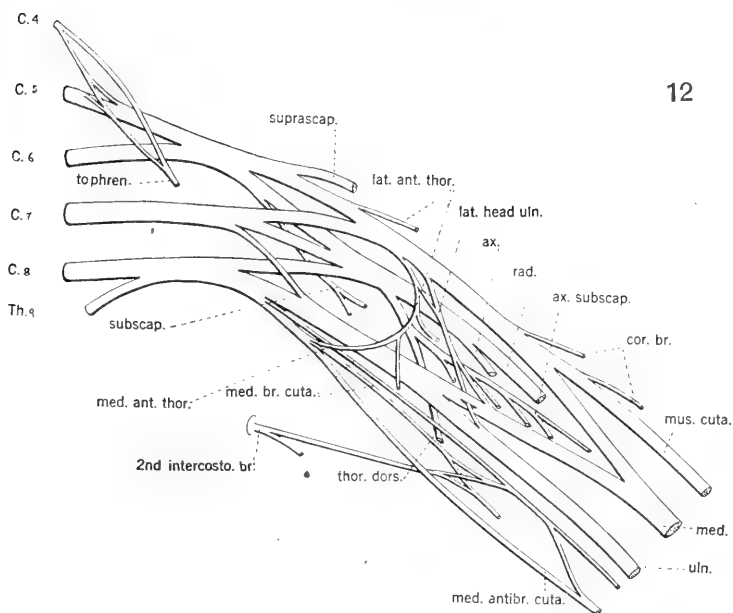 C.4
C.5
12
suprascap.
C.6
to phren.
lat. ant. thor.
C.7
lat. head uln.
ax.
C.8
rad.
Th.1
ax. subscap.
subscap.
cor. br.
med. ant. thor.
med. br. cuta.
mus. cuta.
2nd intercosto. br.
thor. dors.
med.
uln.
med. antibr. cuta.